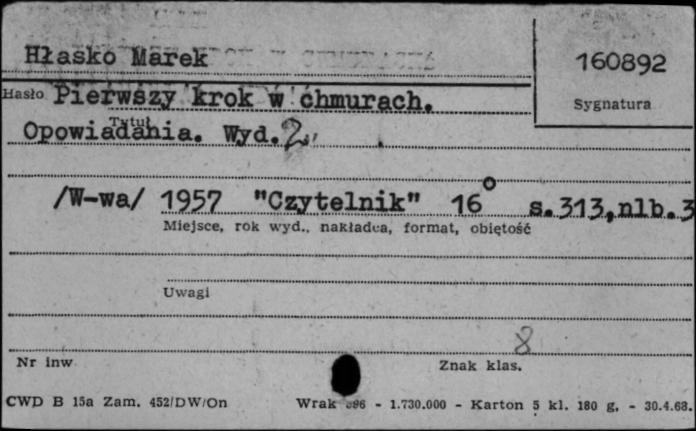 Hłasko Marek
160892
Hasło Pierwszy krok w chmurach.
Sygnatura
Tytuł
Opowiadania. Wyd. 2
/W-wa/ 1957 "Czytelnik" 16° s.313,nlb.3
Miejsce, rok wyd., nakładca, format, objętość
Uwagi
8
Nr inw
Znak klas.
CWD B 15a Zam. 452/DW/On Wrak 396 - 1.730.000 - Karton 5 kl. 180 g. - 30.4.68.